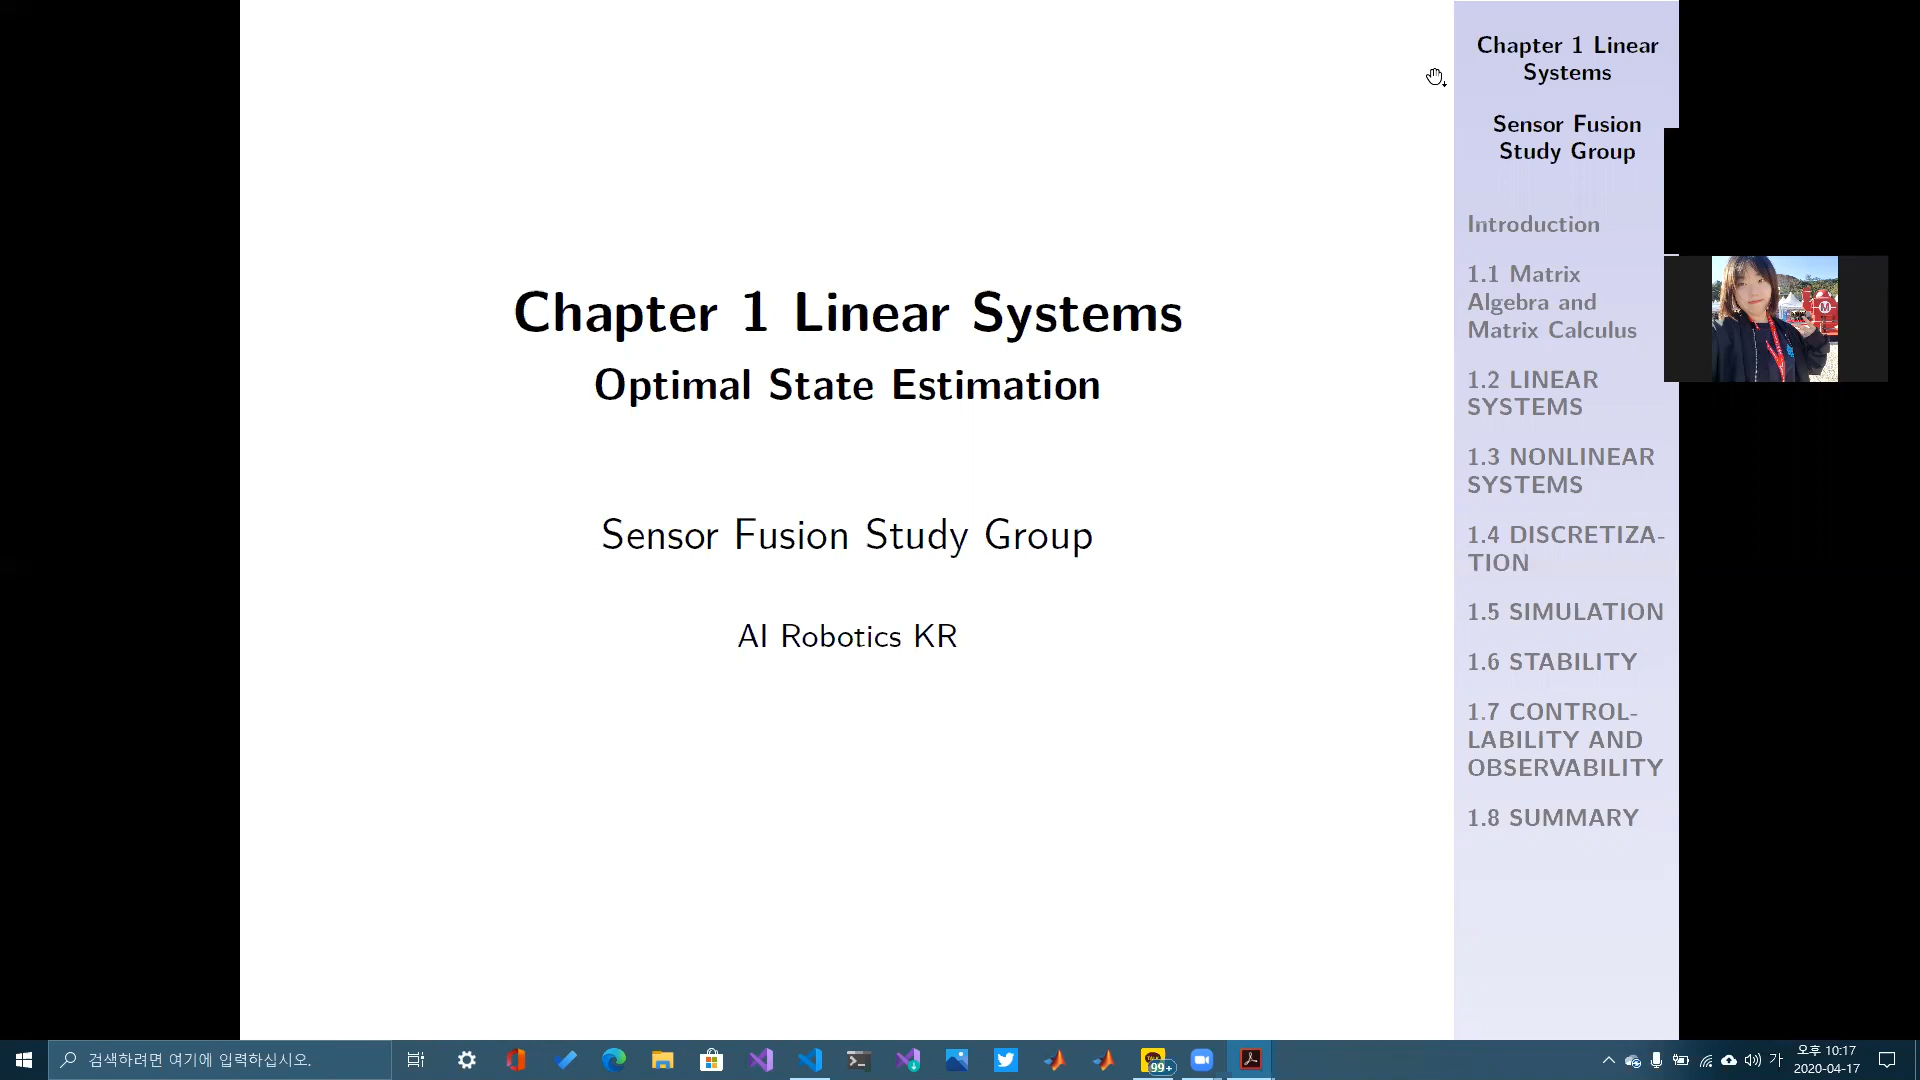 Chapter 1 Linear Systems
Optimal State Estimation
Sensor Fusion Study Group
AI Robotics KR
Chapter 1 Linear
Systems
Sensor Fusion
Study Group
Introduction
1.1 Matrix
Algebra and
Matrix Calculus
1.2 LINEAR
SYSTEMS
1.3 NONLINEAR
SYSTEMS
1.4 DISCRETIZA-
TION
1.5 SIMULATION
1.6 STABILITY
1.7 CONTROL-
LABILITY AND
OBSERVABILITY
1.8 SUMMARY
M
검색하려면 여기에 입력하십시오.
TALK
99+
가
오후 10:17
2020-04-17